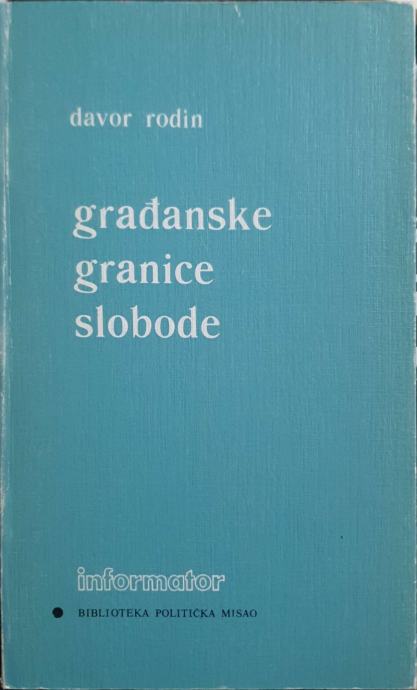 davor rodin
građanske
granice
slobode
informator
• BIBLIOTEKA POLITIČKA MISAO